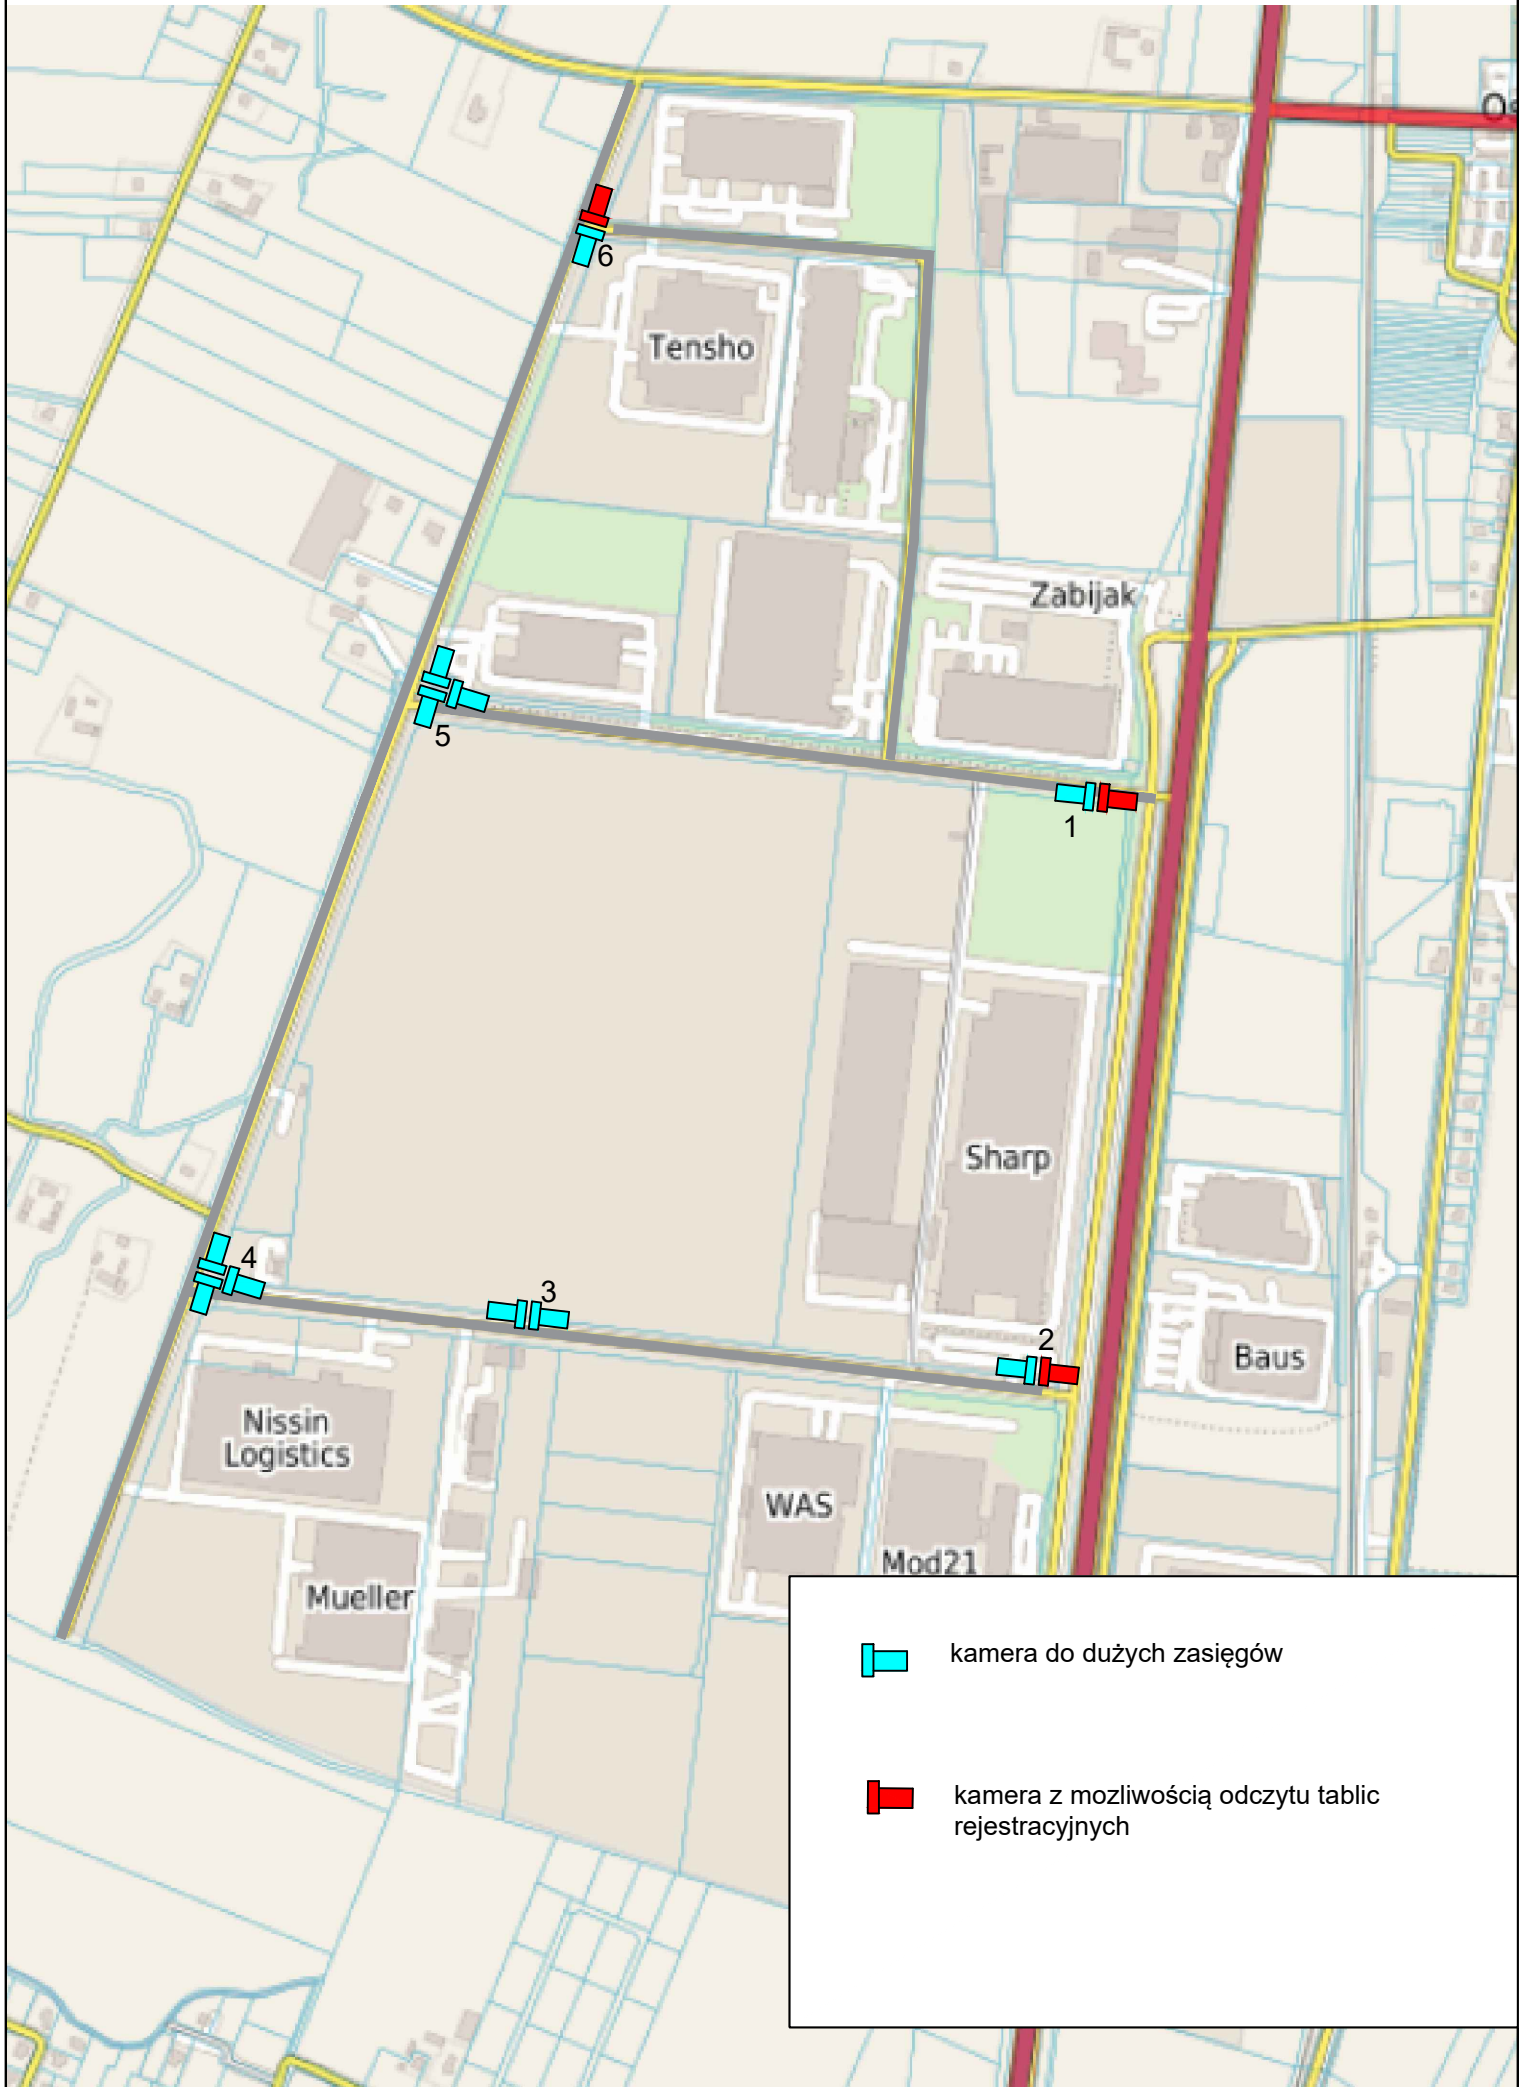 6
Tensho
Zabijak
5
1
Sharp
4
3
2
Baus
Nissin
Logistics
WAS
Mod21
Mueller
kamera do dużych zasięgów
kamera z mozliwością odczytu tablic
rejestracyjnych